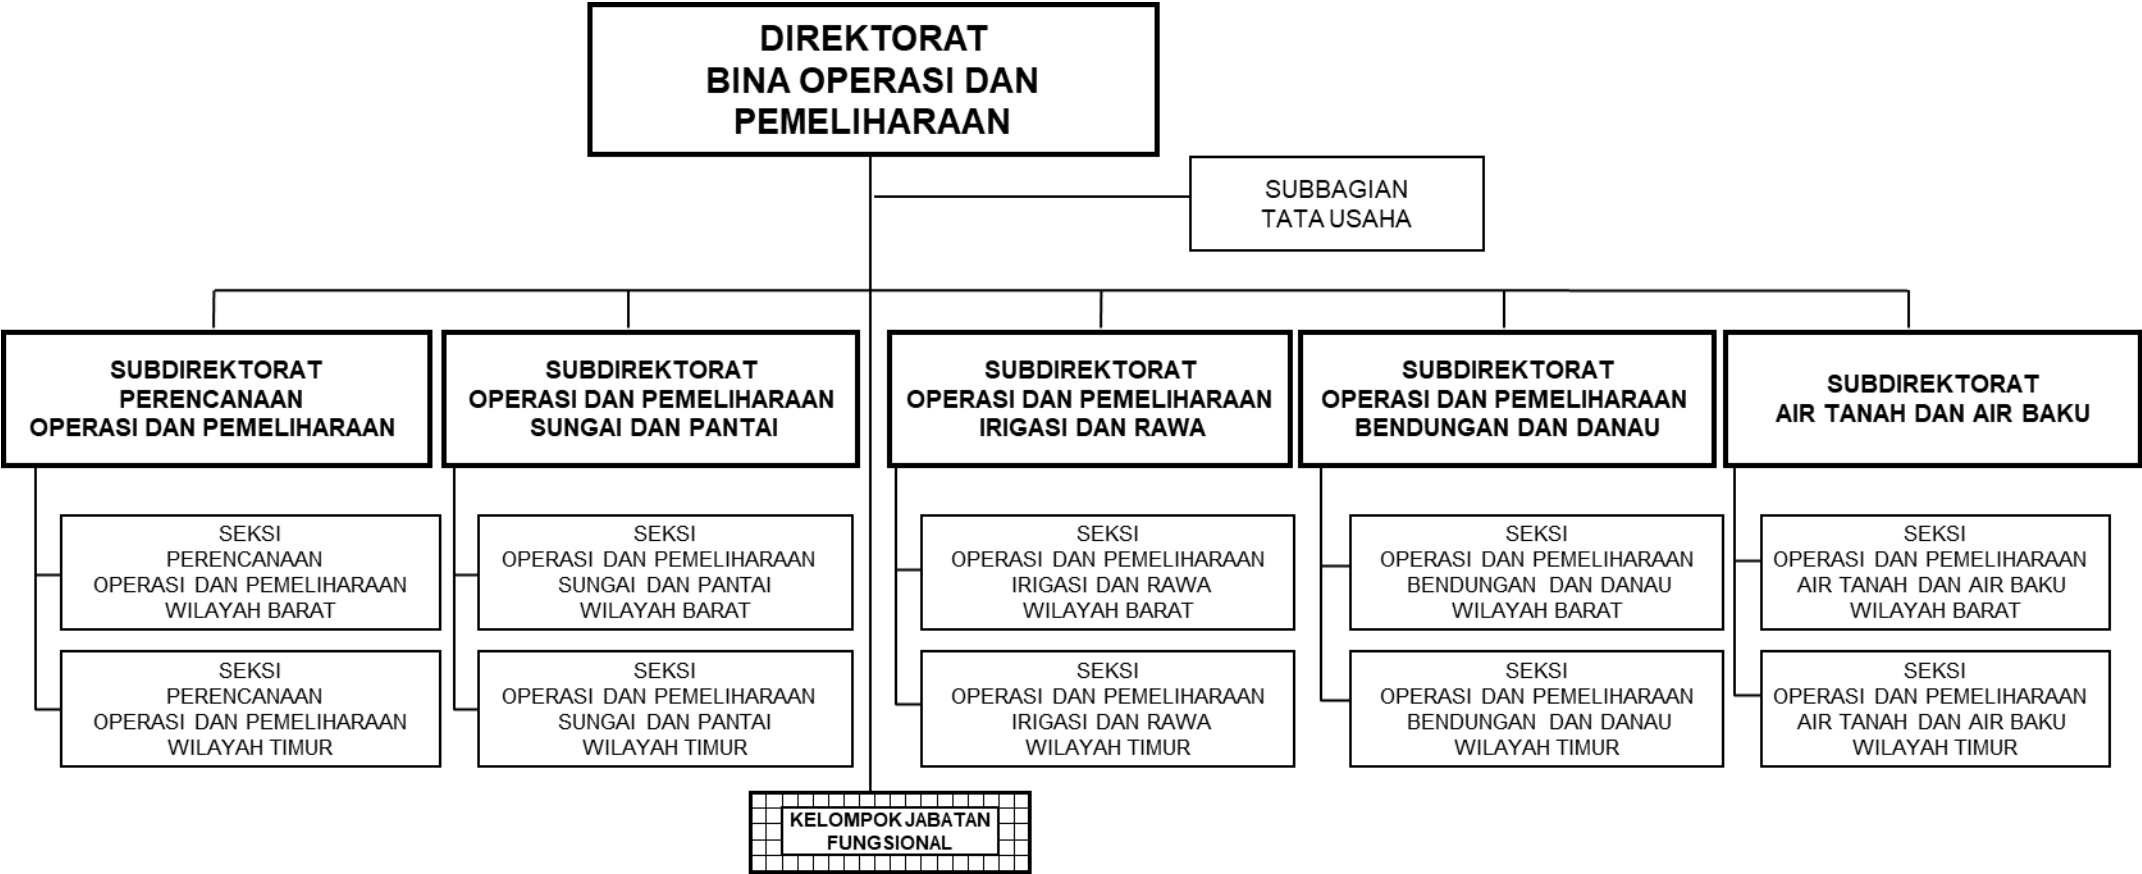 DIREKTORAT
BINA OPERASI DAN
PEMELIHARAAN
SUBBAGIAN
TATA USAHA
SUBDIREKTORAT
PERENCANAAN
OPERASI DAN PEMELIHARAAN
SUBDIREKTORAT
OPERASI DAN PEMELIHARAAN
SUNGAI DAN PANTAI
SUBDIREKTORAT
OPERASI DAN PEMELIHARAAN
IRIGASI DAN RAWA
SUBDIREKTORAT
OPERASI DAN PEMELIHARAAN
BENDUNGAN DAN DANAU
SUBDIREKTORAT
AIR TANAH DAN AIR BAKU
SEKSI
PERENCANAAN
OPERASI DAN PEMELIHARAAN
WILAYAH BARAT
SEKSI
OPERASI DAN PEMELIHARAAN
SUNGAI DAN PANTAI
WILAYAH BARAT
SEKSI
OPERASI DAN PEMELIHARAAN
IRIGASI DAN RAWA
WILAYAH BARAT
SEKSI
OPERASI DAN PEMELIHARAAN
BENDUNGAN DAN DANAU
WILAYAH BARAT
SEKSI
OPERASI DAN PEMELIHARAAN
AIR TANAH DAN AIR BAKU
WILAYAH BARAT
SEKSI
PERENCANAAN
OPERASI DAN PEMELIHARAAN
WILAYAH TIMUR
SEKSI
OPERASI DAN PEMELIHARAAN
SUNGAI DAN PANTAI
WILAYAH TIMUR
SEKSI
OPERASI DAN PEMELIHARAAN
IRIGASI DAN RAWA
WILAYAH TIMUR
SEKSI
OPERASI DAN PEMELIHARAAN
BENDUNGAN DAN DANAU
WILAYAH TIMUR
SEKSI
OPERASI DAN PEMELIHARAAN
AIR TANAH DAN AIR BAKU
WILAYAH TIMUR
KELOMPOK JABATAN
FUNGSIONAL